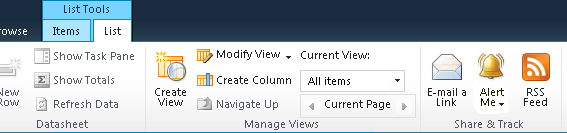 List Tools
Browse Items List
New Row
Show Task Pane
Show Totals
Refresh Data
Datasheet
Create View
Modify View
Create Column
Navigate Up
Current View:
All items
Current Page
Manage Views
E-mail a Link
Alert Me
RSS Feed
Share & Track